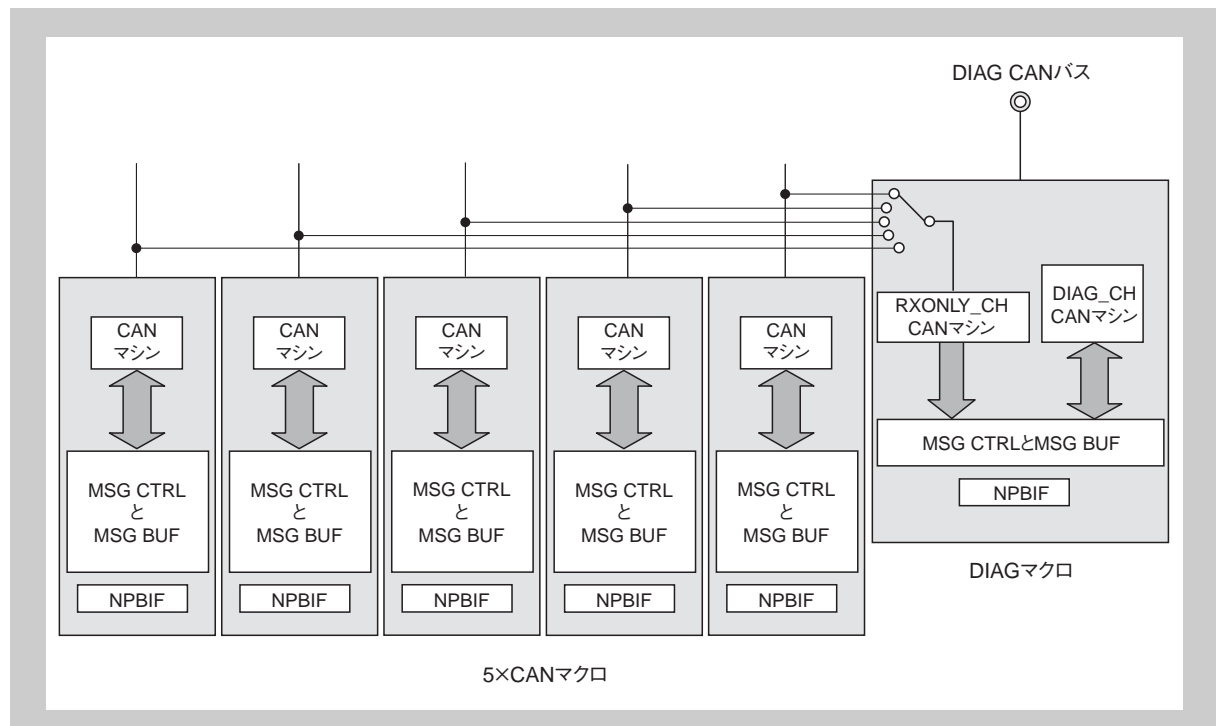 DIAG CANバス
CAN
マシン
MSG CTRL
と
MSG BUF
NPBIF
CAN
マシン
MSG CTRL
と
MSG BUF
NPBIF
CAN
マシン
MSG CTRL
と
MSG BUF
NPBIF
CAN
マシン
MSG CTRL
と
MSG BUF
NPBIF
CAN
マシン
MSG CTRL
と
MSG BUF
NPBIF
RXONLY_CH
CANマシン
DIAG_CH
CANマシン
MSG CTRLとMSG BUF
NPBIF
DIAGマクロ
5×CANマクロ